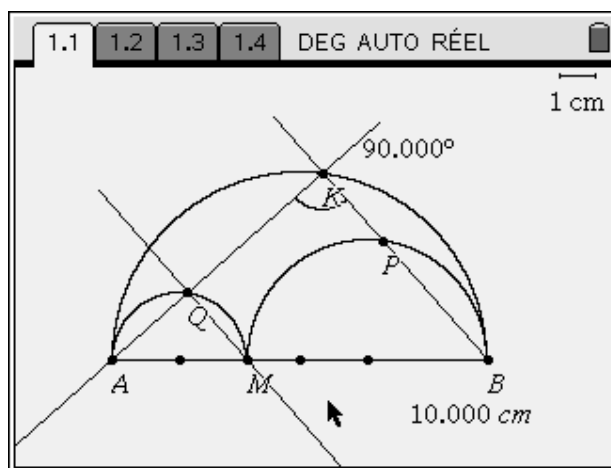 1.1 1.2 1.3 1.4 DEG AUTO RÉEL
1 cm
90.000°
K
P
Q
A M B
10.000 cm